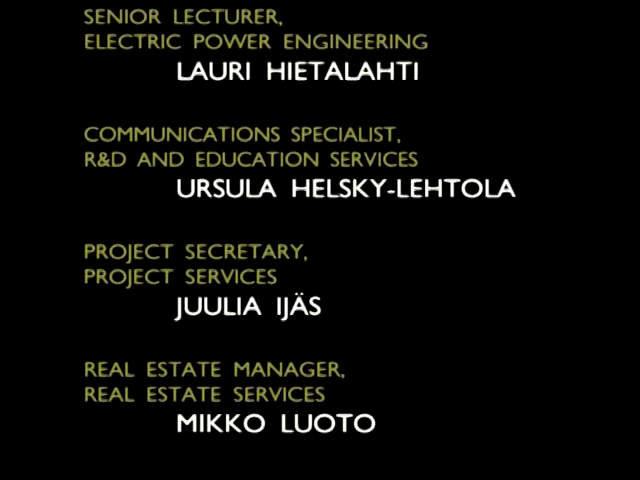 SENIOR LECTURER,
ELECTRIC POWER ENGINEERING
LAURI HIETALAHTI
COMMUNICATIONS SPECIALIST,
R&D AND EDUCATION SERVICES
URSULA HELSKY-LEHTOLA
PROJECT SECRETARY,
PROJECT SERVICES
JUULIA IJÄS
REAL ESTATE MANAGER,
REAL ESTATE SERVICES
MIKKO LUOTO